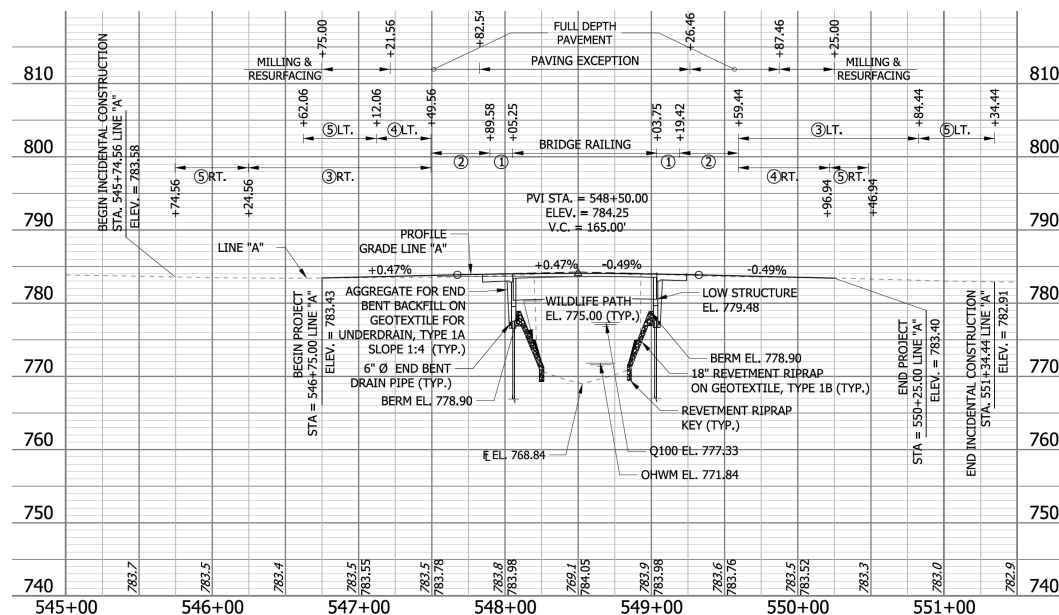 +75.00
+21.56
+82.54
FULL DEPTH
PAVEMENT
+26.46
+87.46
+25.00
MILLING &
RESURFACING
PAVING EXCEPTION
MILLING &
RESURFACING
810
810
BEGIN INCIDENTAL CONSTRUCTION
STA. 545+74.56 LINE "A"
ELEV. = 783.58
+62.06
+12.06
+49.56
+89.58
+05.25
+03.75
+19.42
+59.44
+84.44
+34.44
⑤LT.
④LT.
③LT.
⑤LT.
800
800
②
①
BRIDGE RAILING
①
②
⑤RT.
③RT.
④RT.
⑤RT.
+74.56
+24.56
+96.94
+46.94
PVI STA. = 548+50.00
ELEV. = 784.25
V.C. = 165.00'
790
790
LINE "A"
PROFILE
GRADE LINE "A"
+0.47%
+0.47%
-0.49%
-0.49%
780
780
BEGIN PROJECT
STA = 546+75.00 LINE "A"
ELEV. = 783.43
AGGREGATE FOR END
BENT BACKFILL ON
GEOTEXTILE FOR
UNDERDRAIN, TYPE 1A
SLOPE 1:4 (TYP.)
6" Ø END BENT
DRAIN PIPE (TYP.)
BERM EL. 778.90
WILDLIFE PATH
EL. 775.00 (TYP.)
LOW STRUCTURE
EL. 779.48
BERM EL. 778.90
18" REVETMENT RIPRAP
ON GEOTEXTILE, TYPE 1B (TYP.)
REVETMENT RIPRAP
KEY (TYP.)
END PROJECT
STA = 550+25.00 LINE "A"
ELEV. = 783.40
END INCIDENTAL CONSTRUCTION
STA. 551+34.44 LINE "A"
ELEV. = 782.91
770
770
EL. 768.84
Q100 EL. 777.33
OHWM EL. 771.84
760
760
750
750
740
740
783.7
783.5
783.4
783.5
783.55
783.5
783.78
783.8
783.98
769.1
784.05
783.9
783.98
783.6
783.76
783.5
783.52
783.3
783.0
782.9
545+00
546+00
547+00
548+00
549+00
550+00
551+00